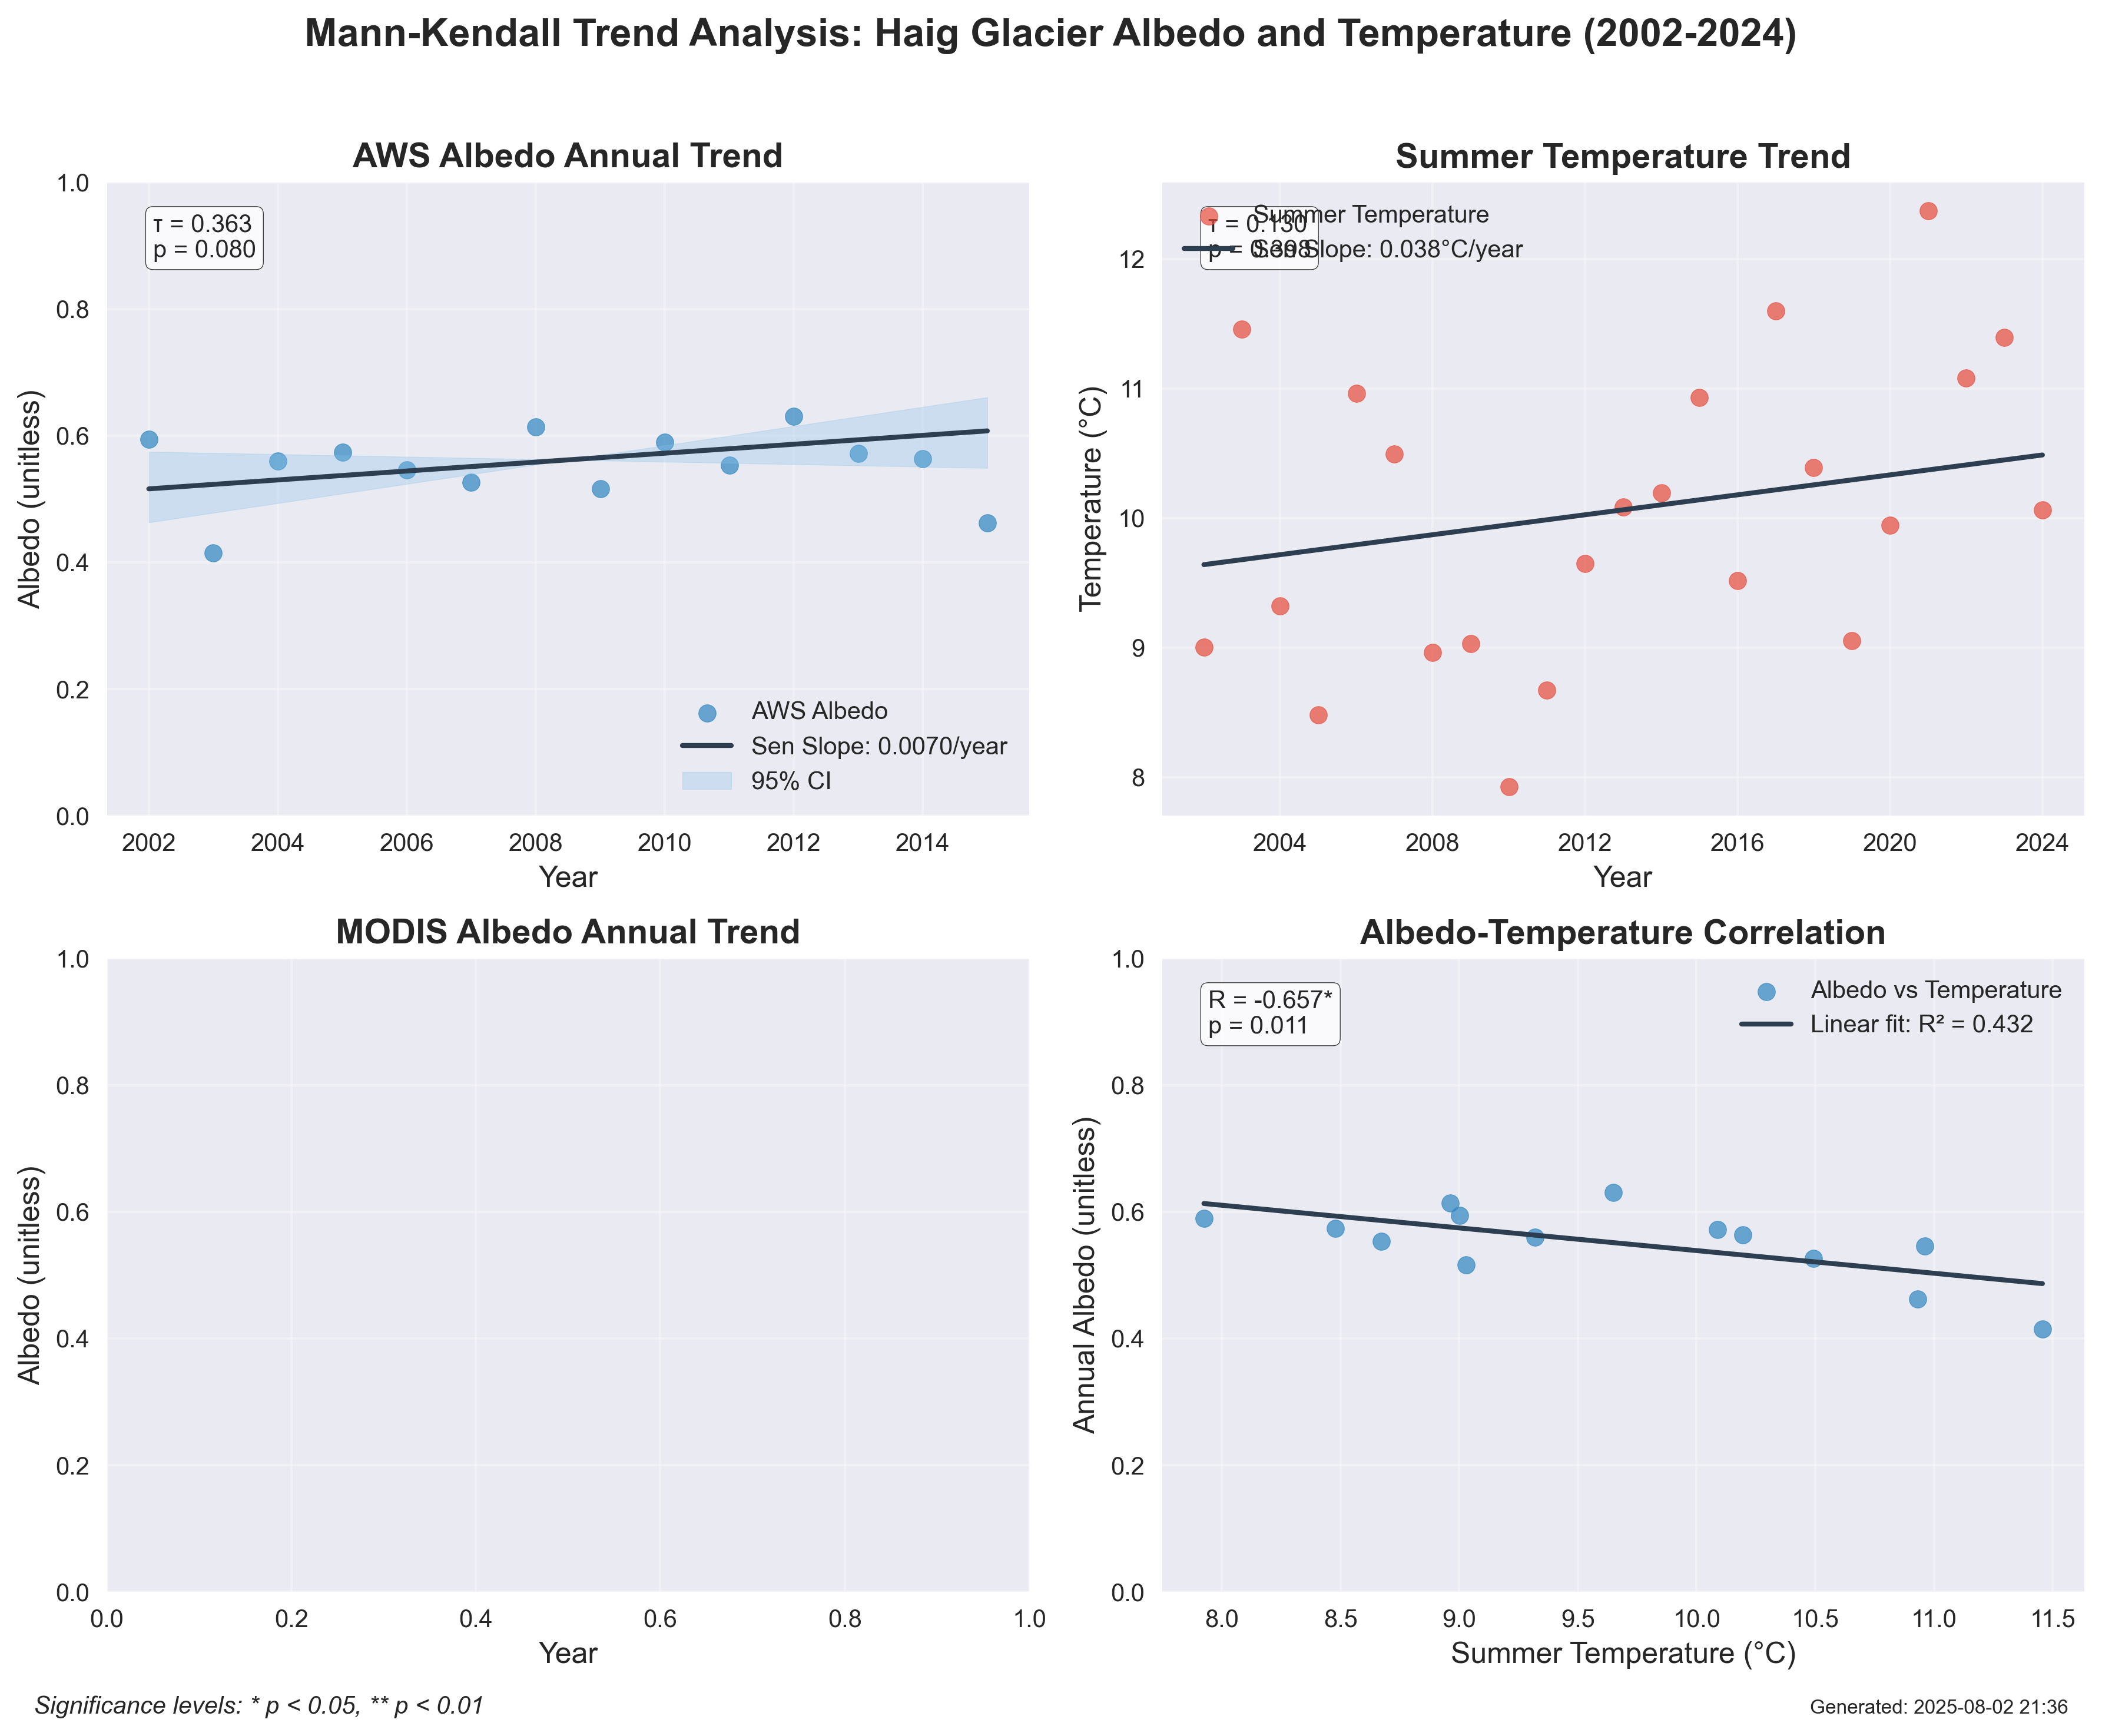 Mann-Kendall Trend Analysis: Haig Glacier Albedo and Temperature (2002-2024)
AWS Albedo Annual Trend
τ = 0.363
p = 0.080
1.0
0.8
0.6
0.4
0.2
0.0
Albedo (unitless)
AWS Albedo
Sen Slope: 0.0070/year
95% CI
2002 2004 2006 2008 2010 2012 2014
Year
Summer Temperature Trend
τ = 0.130
Summer Temperature
Sen Slope: 0.038°C/year
12
11
10
9
8
Temperature (°C)
2004 2008 2012 2016 2020 2024
Year
MODIS Albedo Annual Trend
1.0
0.8
0.6
0.4
0.2
0.0
Albedo (unitless)
0.0 0.2 0.4 0.6 0.8 1.0
Year
Albedo-Temperature Correlation
R = -0.657*
p = 0.011
Albedo vs Temperature
Linear fit: R² = 0.432
1.0
0.8
0.6
0.4
0.2
0.0
Annual Albedo (unitless)
8.0 8.5 9.0 9.5 10.0 10.5 11.0 11.5
Summer Temperature (°C)
Significance levels: * p < 0.05, ** p < 0.01
Generated: 2025-08-02 21:36